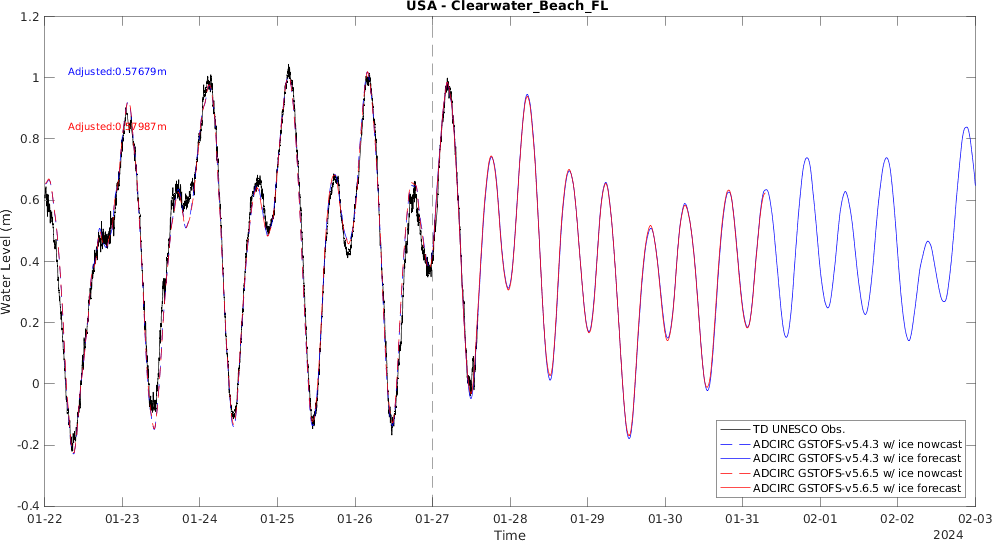 USA - Clearwater_Beach_FL
1.2
1
0.8
0.6
0.4
0.2
0
-0.2
-0.4
Water Level (m)
Adjusted:0.57679m
Adjusted:0.57987m
TD UNESCO Obs.
ADCIRC GSTOFS-v5.4.3 w/ ice nowcast
ADCIRC GSTOFS-v5.4.3 w/ ice forecast
ADCIRC GSTOFS-v5.6.5 w/ ice nowcast
ADCIRC GSTOFS-v5.6.5 w/ ice forecast
01-22 01-23 01-24 01-25 01-26 01-27 01-28 01-29 01-30 01-31 02-01 02-02 02-03
Time
2024